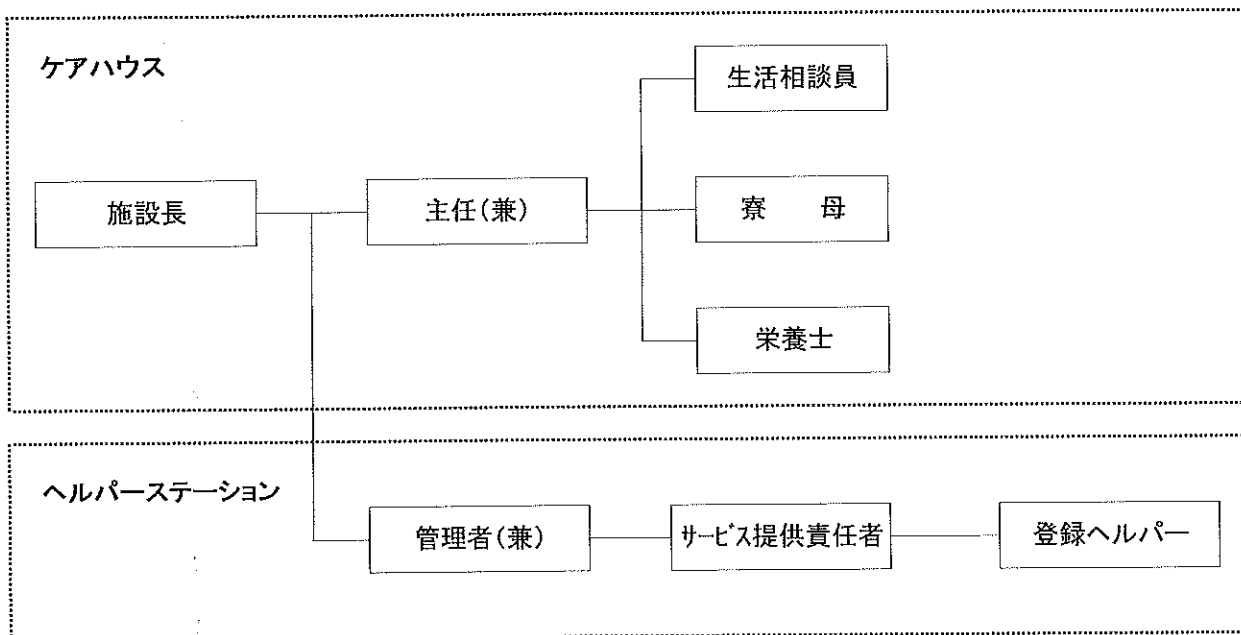 ケアハウス
生活相談員
施設長
主任(兼)
寮　　母
栄養士
ヘルパーステーション
管理者(兼)
サービス提供責任者
登録ヘルパー